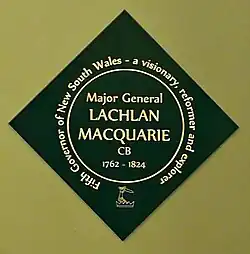 Fifth Governor of New South Wales - a visionary, reformer and explorer
Major General
LACHLAN
MACQUARIE
CB
1762 - 1824